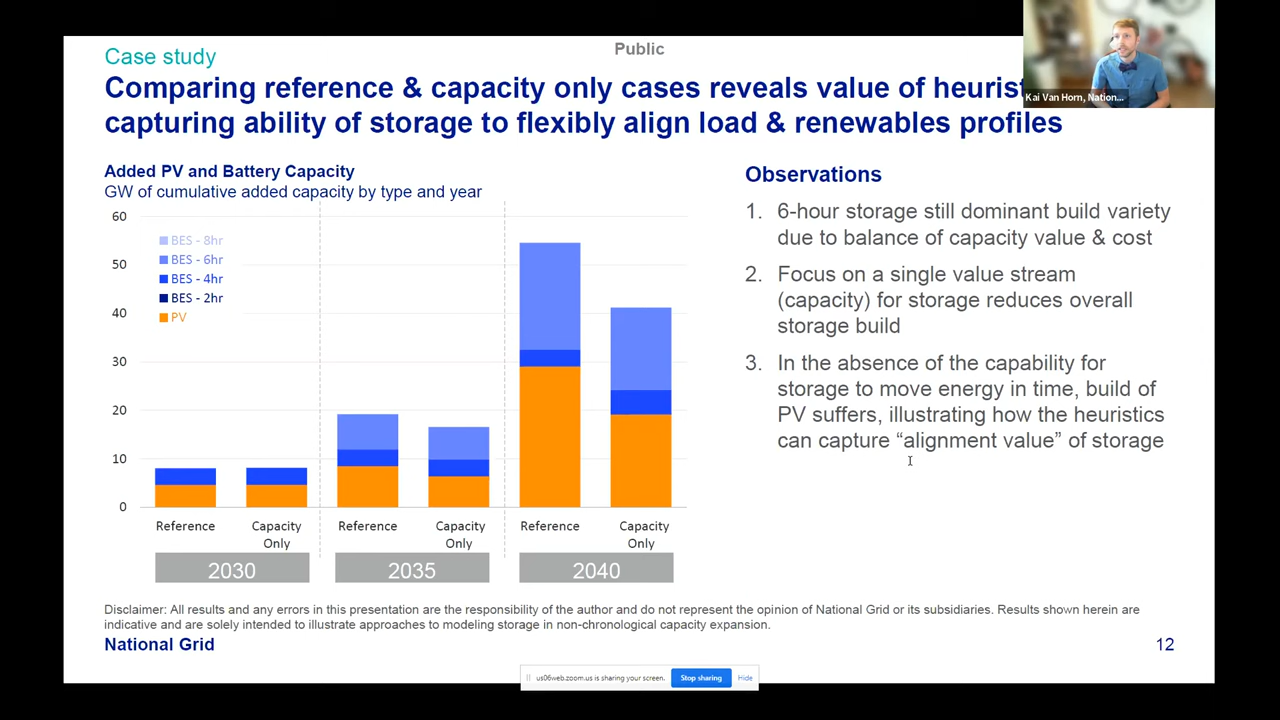 Case study
Public
Comparing reference & capacity only cases reveals value of heurist
capturing ability of storage to flexibly align load & renewables profiles
Kai Van Horn, Nation...
Added PV and Battery Capacity
GW of cumulative added capacity by type and year
60
50
40
30
20
10
0
BES - 8hr
BES - 6hr
BES - 4hr
BES - 2hr
PV
Reference
Capacity
Only
Reference
Capacity
Only
Reference
Capacity
Only
2030
2035
2040
Observations
1. 6-hour storage still dominant build variety
due to balance of capacity value & cost
2. Focus on a single value stream
(capacity) for storage reduces overall
storage build
3. In the absence of the capability for
storage to move energy in time, build of
PV suffers, illustrating how the heuristics
can capture “alignment value” of storage
Disclaimer: All results and any errors in this presentation are the responsibility of the author and do not represent the opinion of National Grid or its subsidiaries. Results shown herein are
indicative and are solely intended to illustrate approaches to modeling storage in non-chronological capacity expansion.
National Grid
12
us06web.zoom.us is sharing your screen.
Stop sharing
Hide